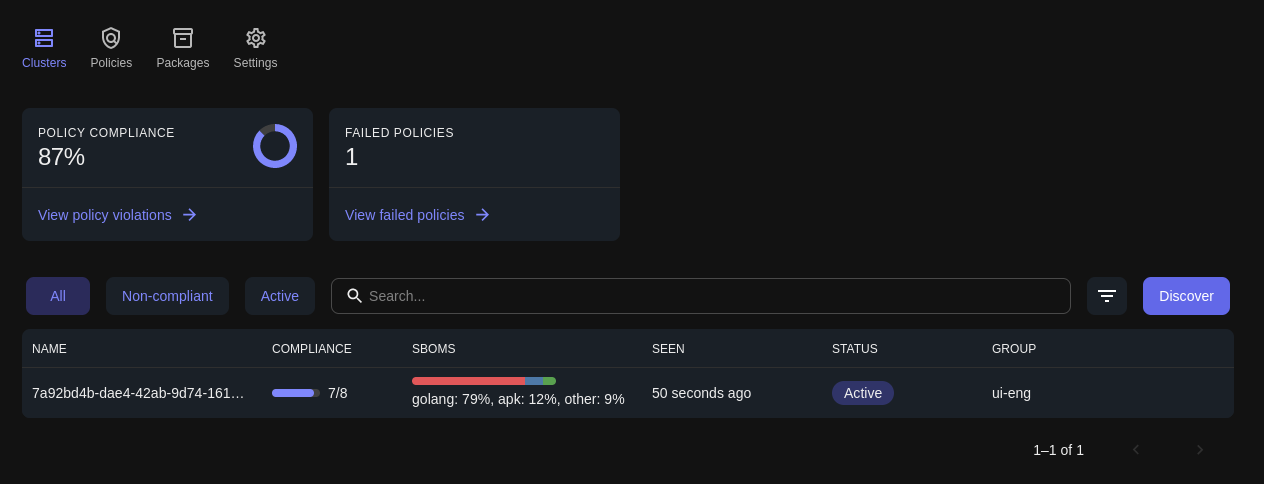 Clusters Policies Packages Settings
POLICY COMPLIANCE
87%
View policy violations
FAILED POLICIES
1
View failed policies
All Non-compliant Active Search... Discover
NAME COMPLIANCE SBOMS SEEN STATUS GROUP
7a92bd4b-dae4-42ab-9d74-161… 7/8 golang: 79%, apk: 12%, other: 9% 50 seconds ago Active ui-eng
1–1 of 1